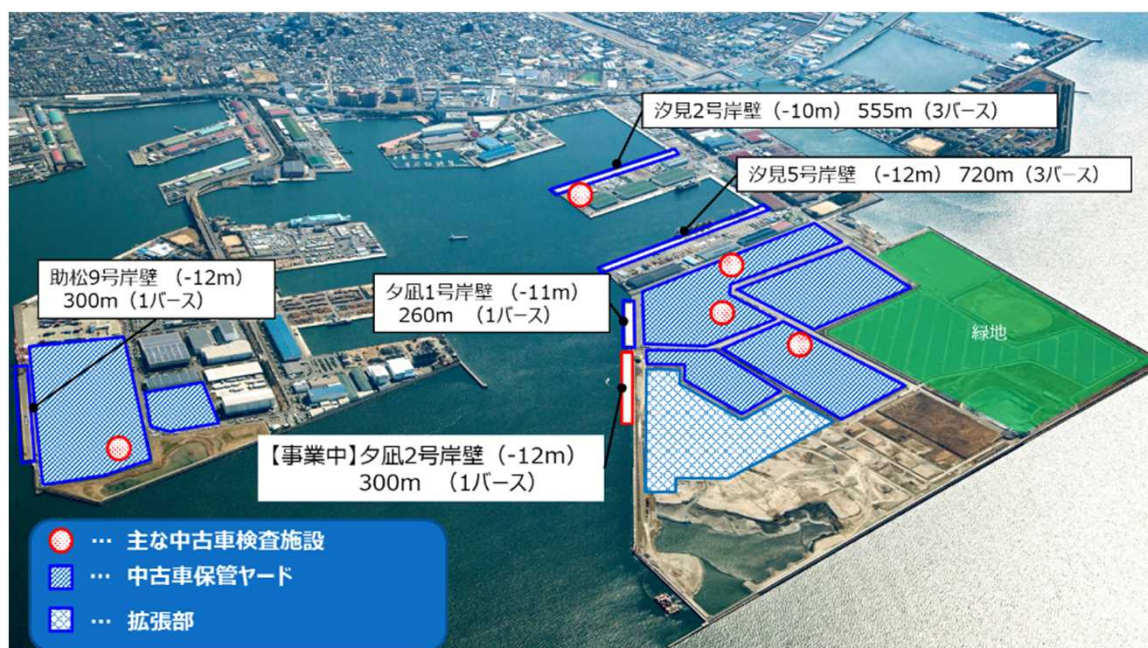 汐見2号岸壁 (-10m) 555m (3バース)
汐見5号岸壁 (-12m) 720m (3バース)
助松9号岸壁 (-12m)
300m (1バース)
夕凪1号岸壁 (-11m)
260m (1バース)
緑地
【事業中】夕凪2号岸壁 (-12m)
300m (1バース)
… 主な中古車検査施設
… 中古車保管ヤード
… 拡張部